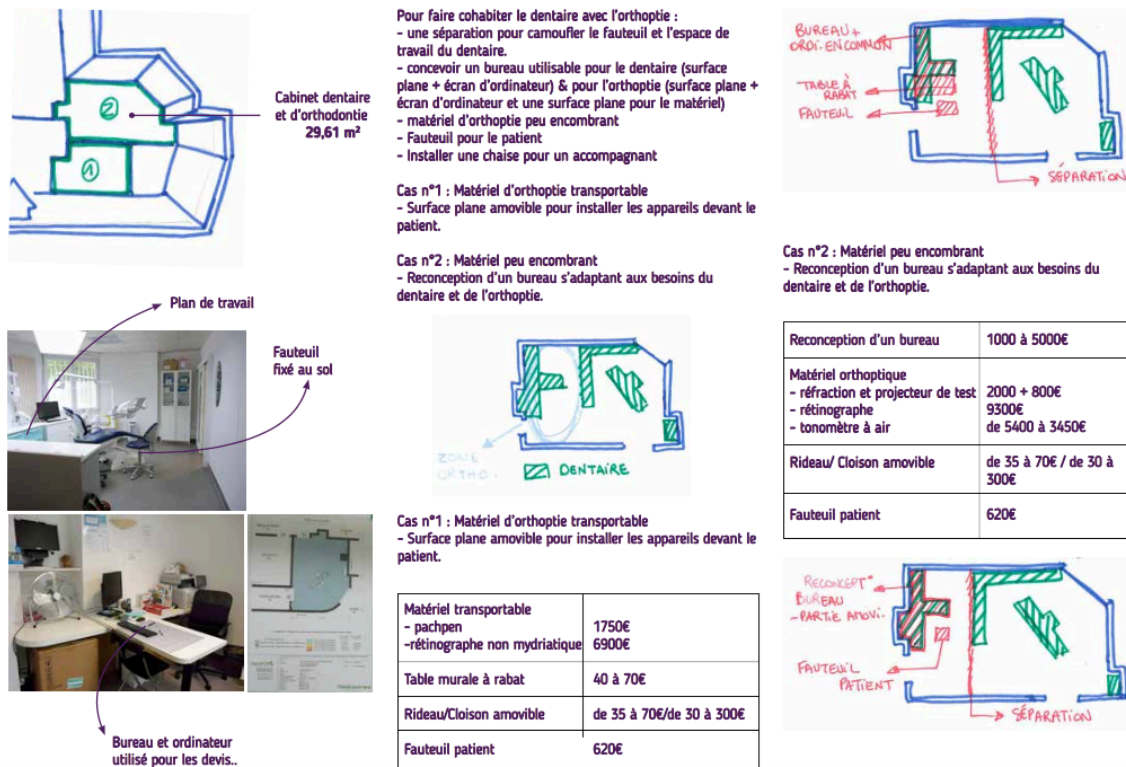 ②
①
Cabinet dentaire
et d'orthodontie
29,61 m²
Plan de travail
Fauteuil
fixé au sol
Bureau et ordinateur
utilisé pour les devis..
Pour faire cohabiter le dentaire avec l'orthoptie :
- une séparation pour camoufler le fauteuil et l'espace de
travail du dentaire.
- concevoir un bureau utilisable pour le dentaire (surface
plane + écran d'ordinateur) & pour l'orthoptie (surface plane +
écran d'ordinateur et une surface plane pour le matériel)
- matériel d'orthoptie peu encombrant
- Fauteuil pour le patient
- Installer une chaise pour un accompagnant
Cas n°1 : Matériel d'orthoptie transportable
- Surface plane amovible pour installer les appareils devant le
patient.
Cas n°2 : Matériel peu encombrant
- Reconception d'un bureau s'adaptant aux besoins du
dentaire et de l'orthoptie.
ZONE
ORTHO.
DENTAIRE
Cas n°1 : Matériel d'orthoptie transportable
- Surface plane amovible pour installer les appareils devant le
patient.
Matériel transportable
- pachpen 1750€
-rétinographe non mydriatique 6900€
Table murale à rabat 40 à 70€
Rideau/Cloison amovible de 35 à 70€/de 30 à 300€
Fauteuil patient 620€
BUREAU +
ORDI-EN COMMON
TABLE À
RABAT
FAUTEUIL
SÉPARATION
Cas n°2 : Matériel peu encombrant
- Reconception d'un bureau s'adaptant aux besoins du
dentaire et de l'orthoptie.
Reconception d'un bureau 1000 à 5000€
Matériel orthoptique
- réfraction et projecteur de test 2000 + 800€
- rétinographe 9300€
- tonomètre à air de 5400 à 3450€
Rideau/ Cloison amovible de 35 à 70€ / de 30 à
300€
Fauteuil patient 620€
RECONCEPT°
BUREAU
-PARTIE AMOVI.
FAUTEUIL
PATIENT
SÉPARATION